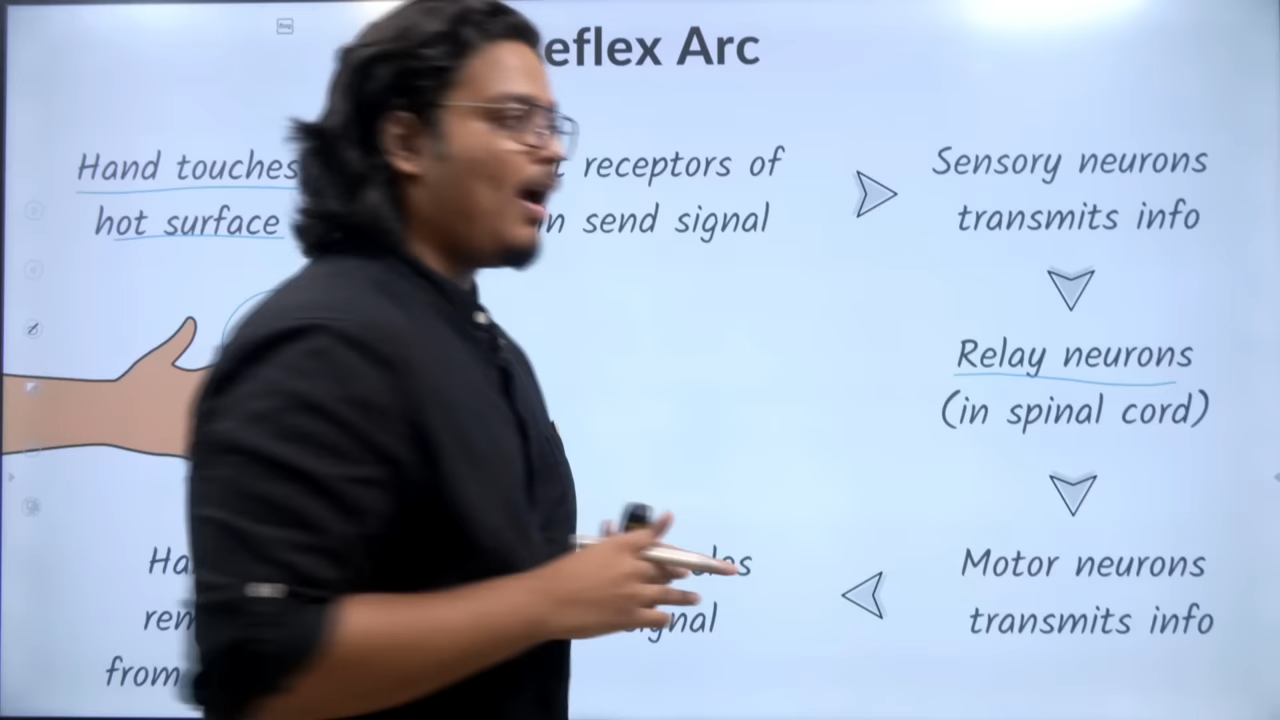 eflex Arc
Hand touches
hot surface
receptors of
n send signal
Sensory neurons
transmits info
Relay neurons
(in spinal cord)
Motor neurons
transmits info
Ha
rem
from
les
ignal